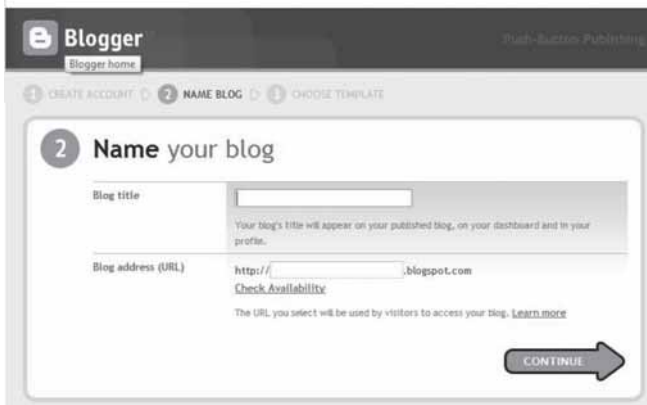 Blogger
Push-Button Publishing
Blogger home
1 CREATE ACCOUNT 2 NAME BLOG 3 CHOOSE TEMPLATE
2 Name your blog
Blog title
Your blog's title will appear on your published blog, on your dashboard and in your
profile.
Blog address (URL)
http:// .blogspot.com
Check Availability
The URL you select will be used by visitors to access your blog. Learn more
CONTINUE